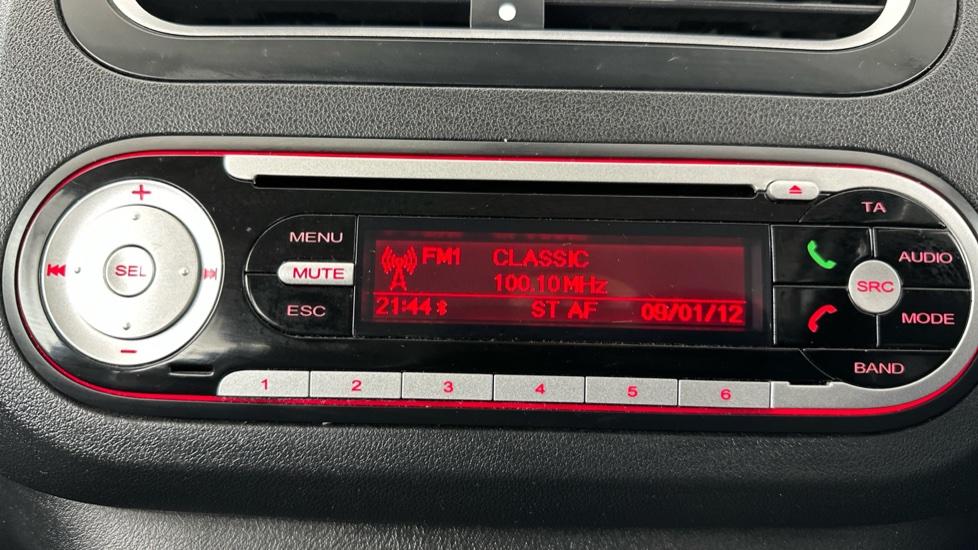 TA
MENU
FM1 CLASSIC
AUDIO
SEL
MUTE
100.10MHz
SRC
ESC
21:44 ST AF 09/01/12
MODE
BAND
1 2 3 4 5 6